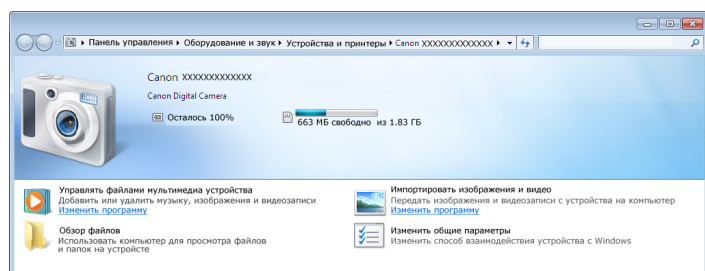 Панель управления Оборудование и звук Устройства и принтеры Canon XXXXXXXXXXXXX
Canon XXXXXXXXXXXXX
Canon Digital Camera
Осталось 100%
663 МБ свободно из 1.83 ГБ
Управлять файлами мультимедиа устройства
Добавить или удалить музыку, изображения и видеозаписи
Изменить программу
Импортировать изображения и видео
Передать изображения и видеозаписи с устройства на компьютер
Изменить программу
Обзор файлов
Использовать компьютер для просмотра файлов
и папок на устройсте
Изменить общие параметры
Изменить способ взаимодействия устройства с Windows